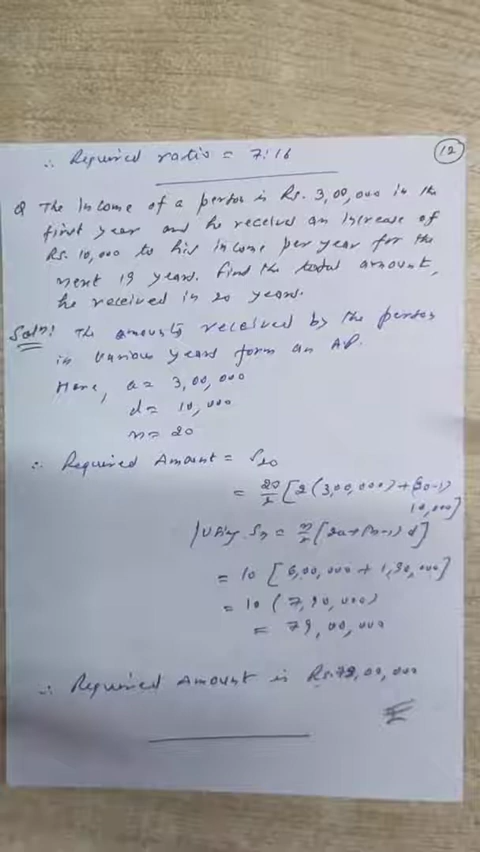 ∴ Required ratio = 7:16
12
Q The Income of a person is Rs. 3,00,000 in the
first year and he received an increase of
Rs. 10,000 to his income per year for the
next 19 years. Find the total amount,
he received in 20 years.
Soln: The amounts received by the person
in various years form an AP.
Here, a = 3,00,000
d = 10,000
n = 20
∴ Required Amount = S20
= 20/2 [2(3,00,000) + (20-1)
10,000]
|Using Sn = n/2 [2a+(n-1)d]
= 10 [6,00,000 + 1,90,000]
= 10 (7,90,000)
= 79,00,000
∴ Required Amount is Rs. 79,00,000